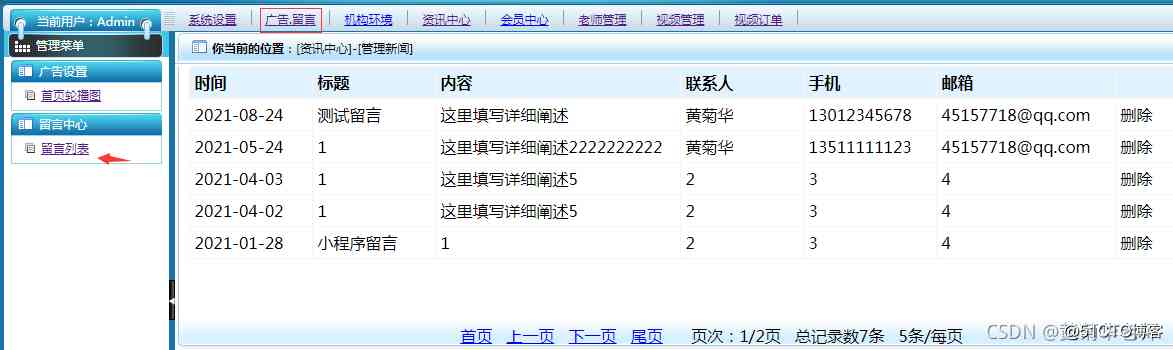 当前用户：Admin
系统设置 广告.留言 机构环境 资讯中心 会员中心 老师管理 视频管理 视频订单
管理菜单
你当前的位置：[资讯中心]-[管理新闻]
广告设置
首页轮播图
留言中心
留言列表
时间 标题 内容 联系人 手机 邮箱
2021-08-24 测试留言 这里填写详细阐述 黄菊华 13012345678 45157718@qq.com 删除
2021-05-24 1 这里填写详细阐述2222222222 黄菊华 13511111123 45157718@qq.com 删除
2021-04-03 1 这里填写详细阐述5 2 3 4 删除
2021-04-02 1 这里填写详细阐述5 2 3 4 删除
2021-01-28 小程序留言 1 2 3 4 删除
首页 上一页 下一页 尾页 页次：1/2页 总记录数7条 5条/每页
CSDN @51CTO博客